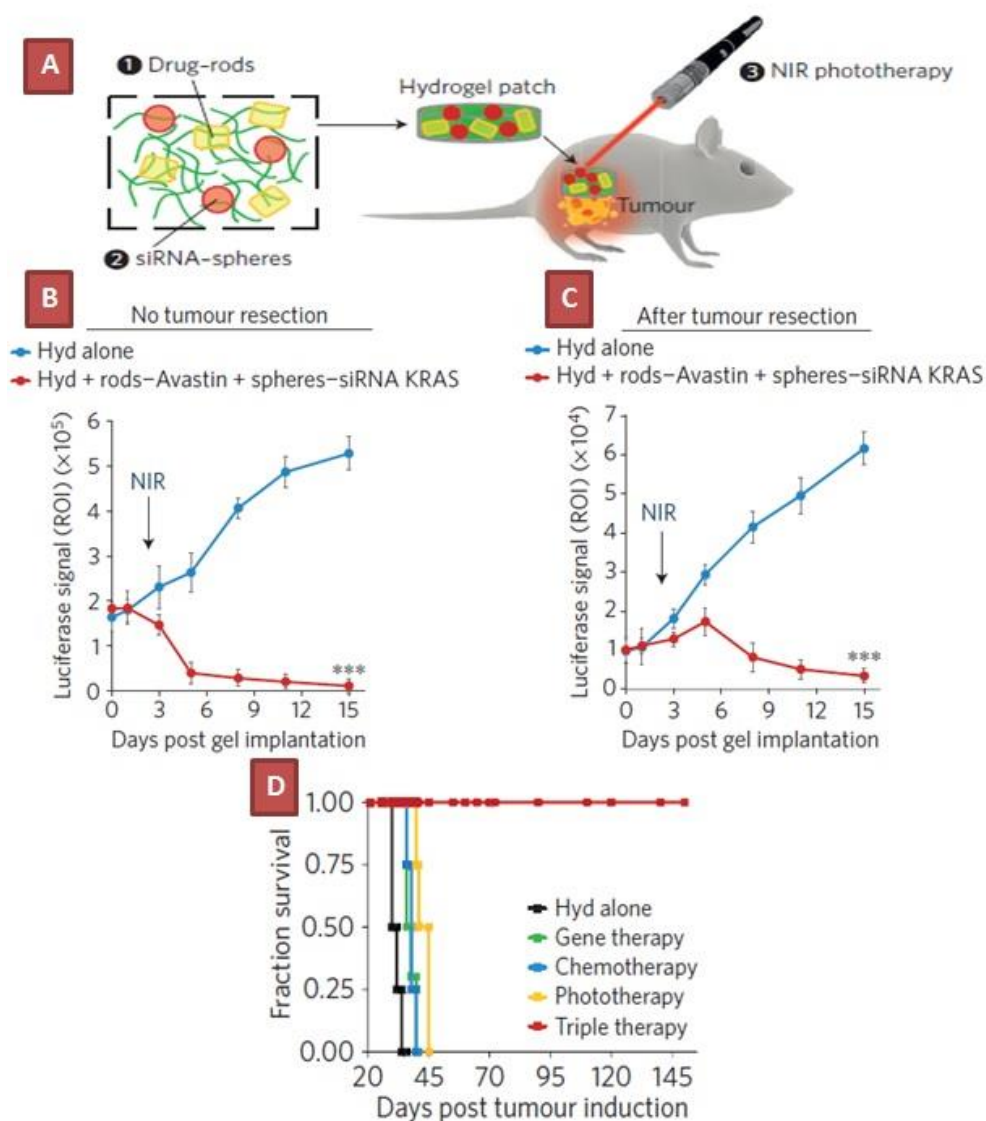 A
❶ Drug–rods
Hydrogel patch
❸ NIR phototherapy
Tumour
❷ siRNA–spheres
B
No tumour resection
Hyd alone
Hyd + rods–Avastin + spheres–siRNA KRAS
Luciferase signal (ROI) (×10⁵)
6
5
4
3
2
1
0
NIR
***
0 3 6 9 12 15
Days post gel implantation
C
After tumour resection
Hyd alone
Hyd + rods–Avastin + spheres–siRNA KRAS
Luciferase signal (ROI) (×10⁴)
7
6
5
4
3
2
1
0
NIR
***
0 3 6 9 12 15
Days post gel implantation
D
Fraction survival
1.00
0.75
0.50
0.25
0.00
Hyd alone
Gene therapy
Chemotherapy
Phototherapy
Triple therapy
20 45 70 95 120 145
Days post tumour induction